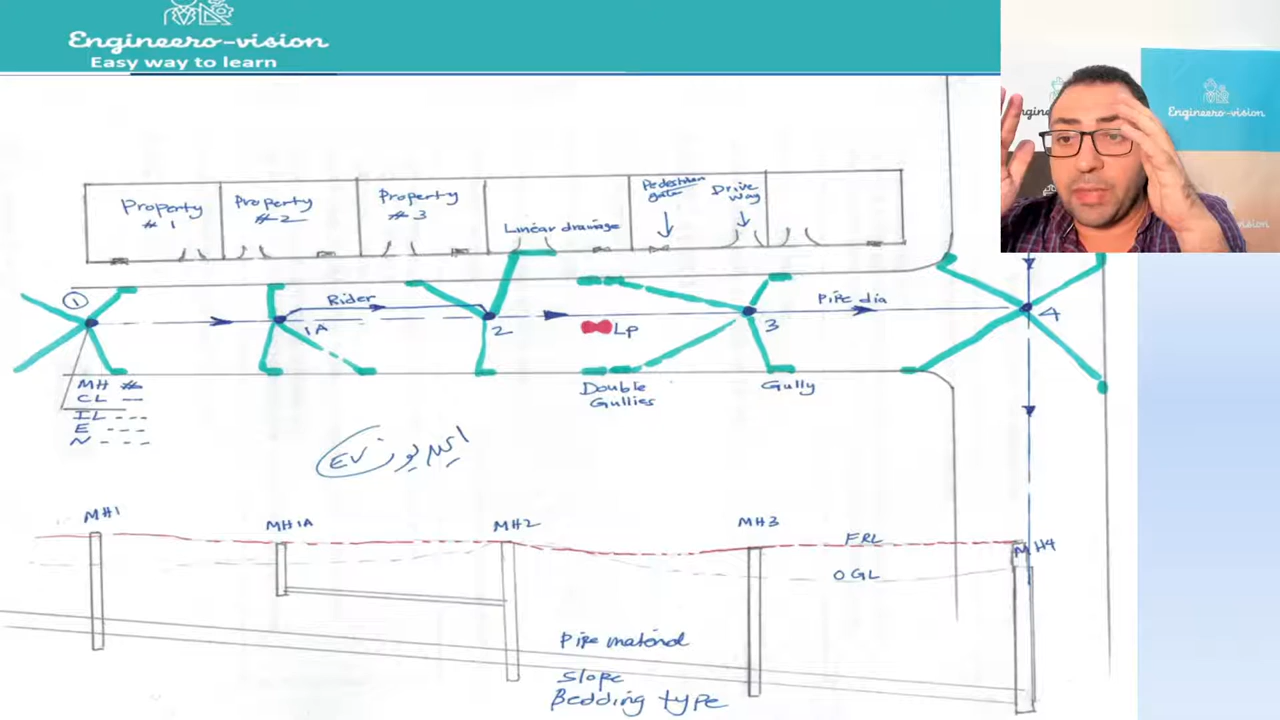 Engineero-vision
Easy way to learn
Engineero-vision
Property
# 1
Property
# 2
Property
# 3
Linear drainage
Pedestrian
gate
Drive
Way
1
Rider
1A
2
Lp
3
Pipe dia
4
MH #
CL —
IL ---
E ---
N ---
Double
Gullies
Gully
EV
MH1
MH1A
MH2
MH3
FRL
MH4
OGL
Pipe material
Slope
Bedding type